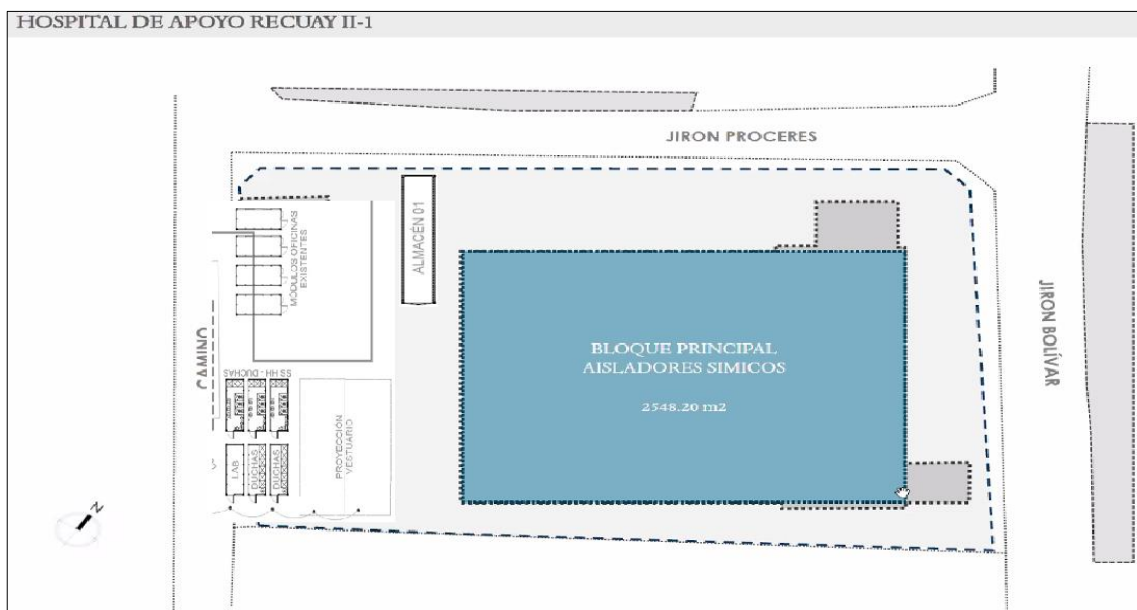 HOSPITAL DE APOYO RECUAY II-1
JIRON PROCERES
ALMACÉN 01
MODULOS OFICINAS
EXISTENTES
BLOQUE PRINCIPAL
AISLADORES SIMICOS
2548.20 m2
JIRON BOLÍVAR
CAMINO
SS HH - DUCHAS
LAB
DUCHAS
DUCHAS
PROYECCIÓN
VESTUARIO
N